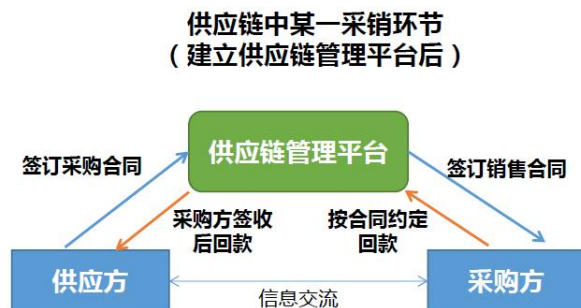 供应链中某一采销环节
（建立供应链管理平台后）
供应链管理平台
签订采购合同
签订销售合同
采购方签收
后回款
按合同约定
回款
供应方
采购方
信息交流